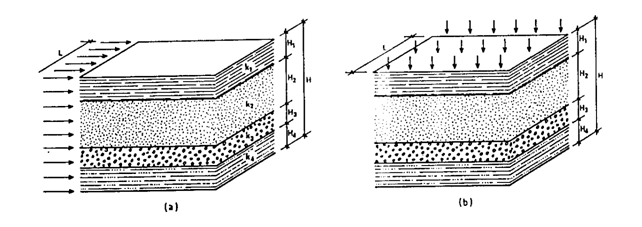 L
k₁
k₂
k₃
k₄
H₁
H₂
H₃
H₄
H
(a)
L
H₁
H₂
H₃
H₄
H
(b)